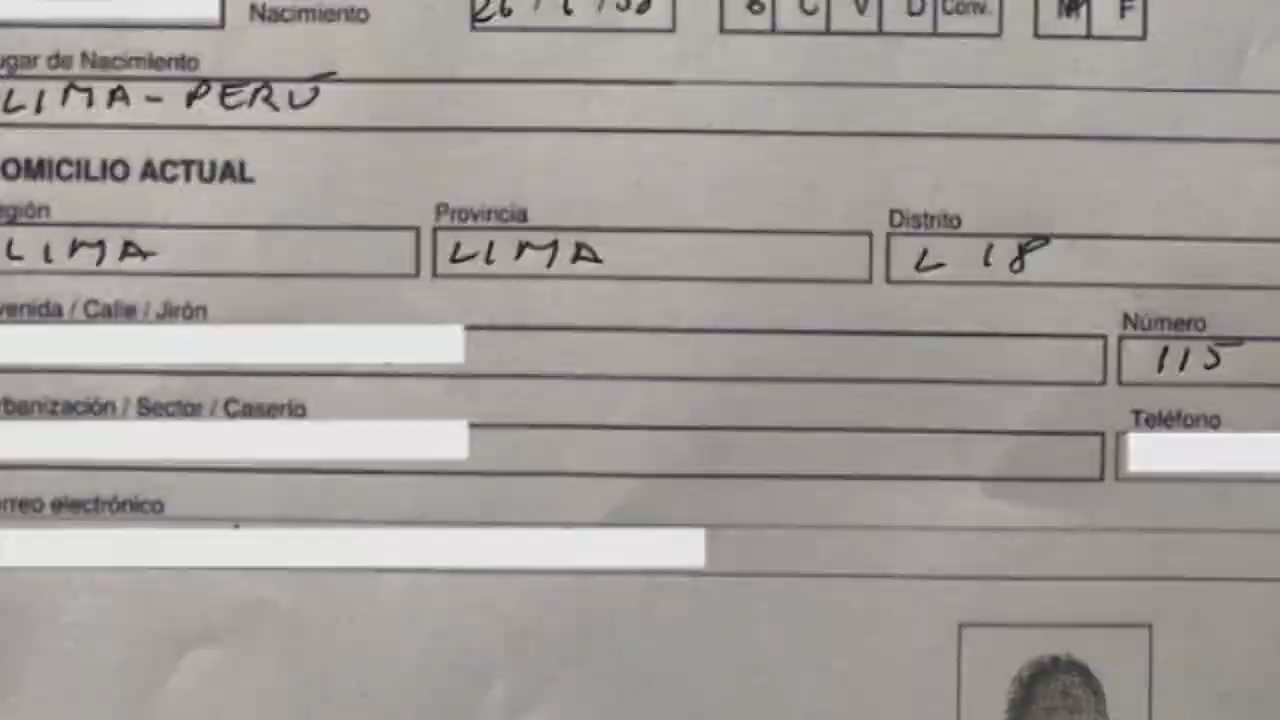 Nacimiento
S C V D Conv. M F
ugar de Nacimiento
LIMA - PERÚ
OMICILIO ACTUAL
egión Provincia Distrito
LIMA LIMA L 18
venida / Calle / Jirón Número
115
rbanización / Sector / Caserío Teléfono
orreo electrónico